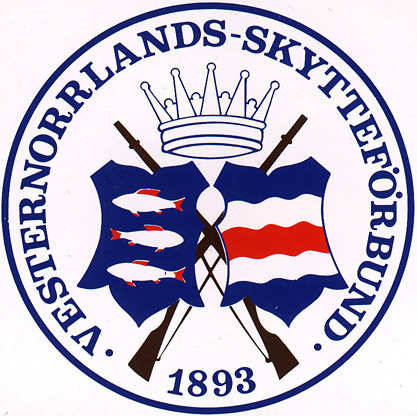 · VESTERNORRLANDS-SKYTTEFÖRBUND ·
1893